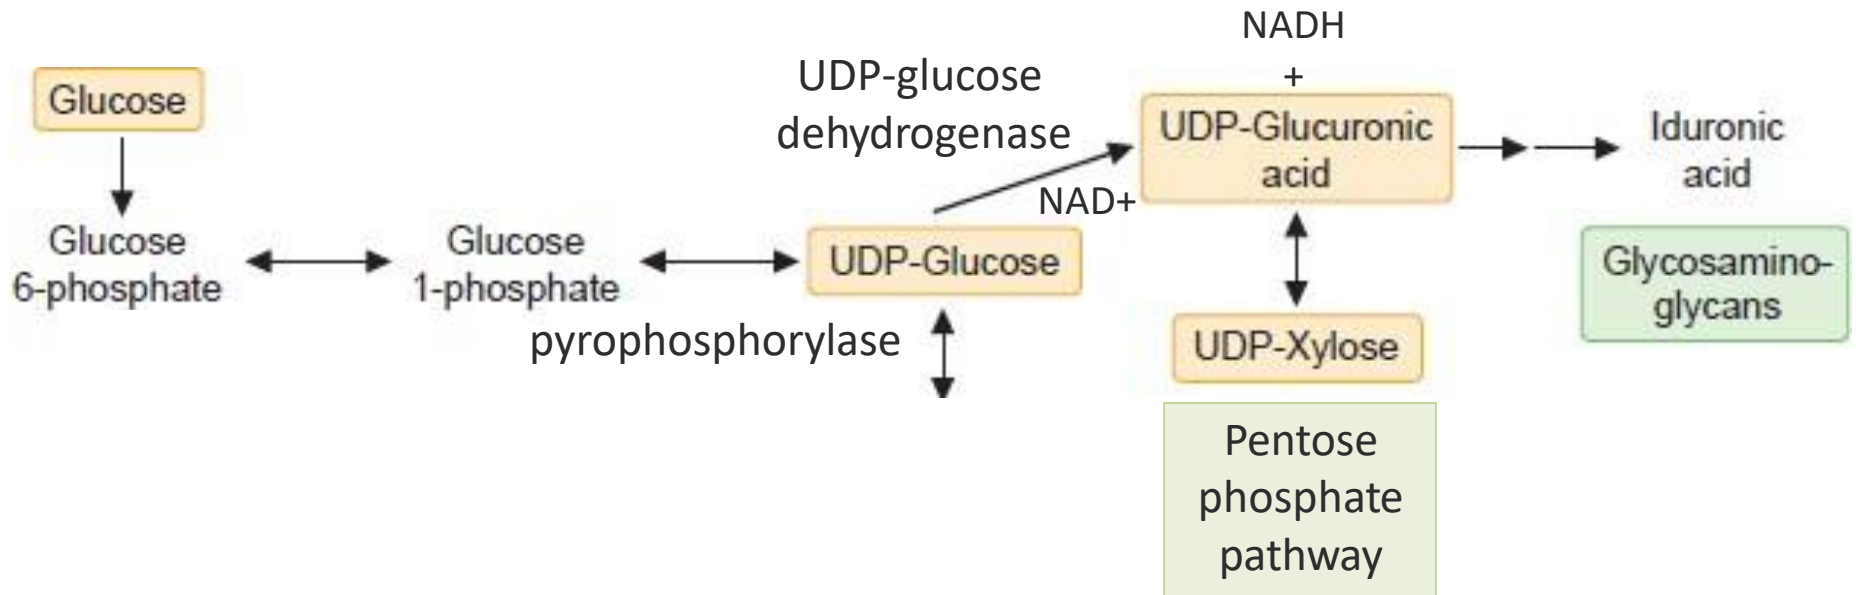 NADH
+
UDP-glucose
dehydrogenase
Glucose
UDP-Glucuronic
acid
Iduronic
acid
NAD+
Glucose
6-phosphate
Glucose
1-phosphate
UDP-Glucose
Glycosamino-
glycans
pyrophosphorylase
UDP-Xylose
Pentose
phosphate
pathway